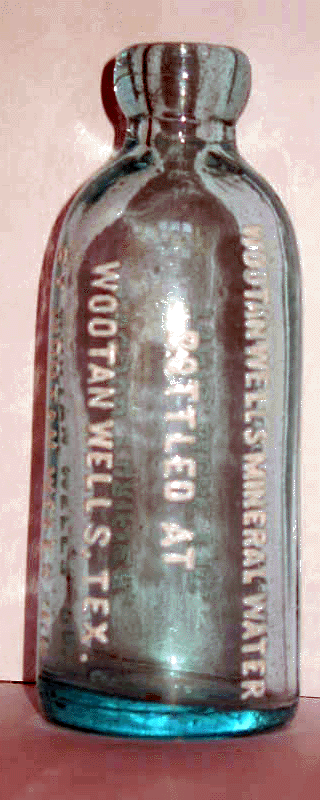 WOOTAN WELLS MINERAL WATER
BOTTLED AT
WOOTAN WELLS, TEX.